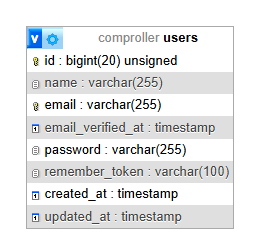 v comproller users
id : bigint(20) unsigned
name : varchar(255)
email : varchar(255)
email_verified_at : timestamp
password : varchar(255)
remember_token : varchar(100)
created_at : timestamp
updated_at : timestamp